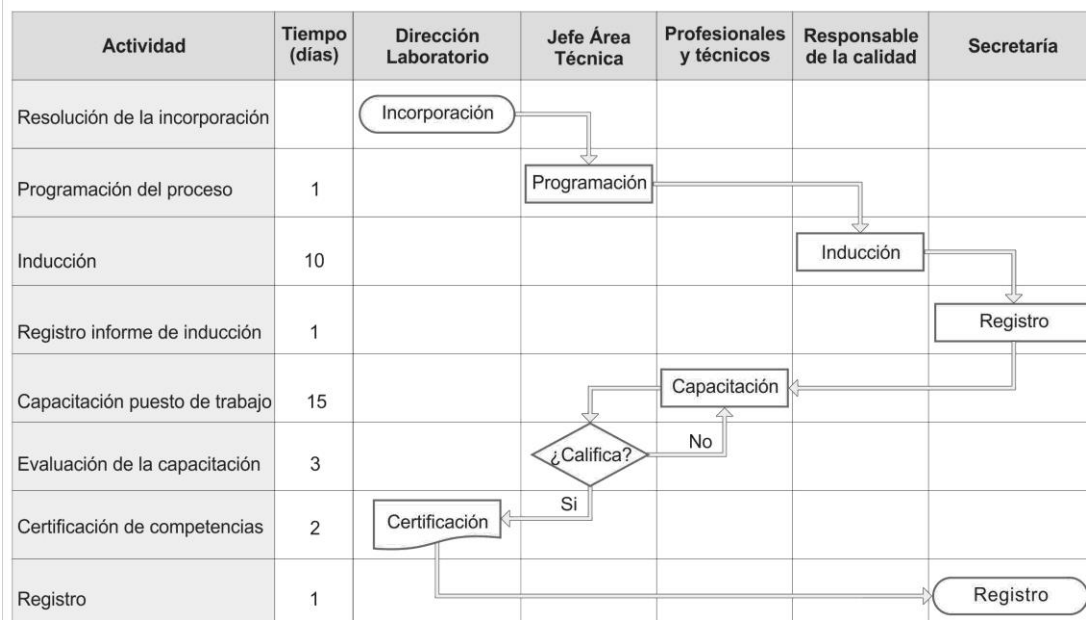 Actividad
Tiempo
(días)
Dirección
Laboratorio
Jefe Área
Técnica
Profesionales
y técnicos
Responsable
de la calidad
Secretaría
Resolución de la incorporación
Incorporación
Programación del proceso
1
Programación
Inducción
10
Inducción
Registro informe de inducción
1
Registro
Capacitación puesto de trabajo
15
Capacitación
Evaluación de la capacitación
3
¿Califica?
No
Si
Certificación de competencias
2
Certificación
Registro
1
Registro